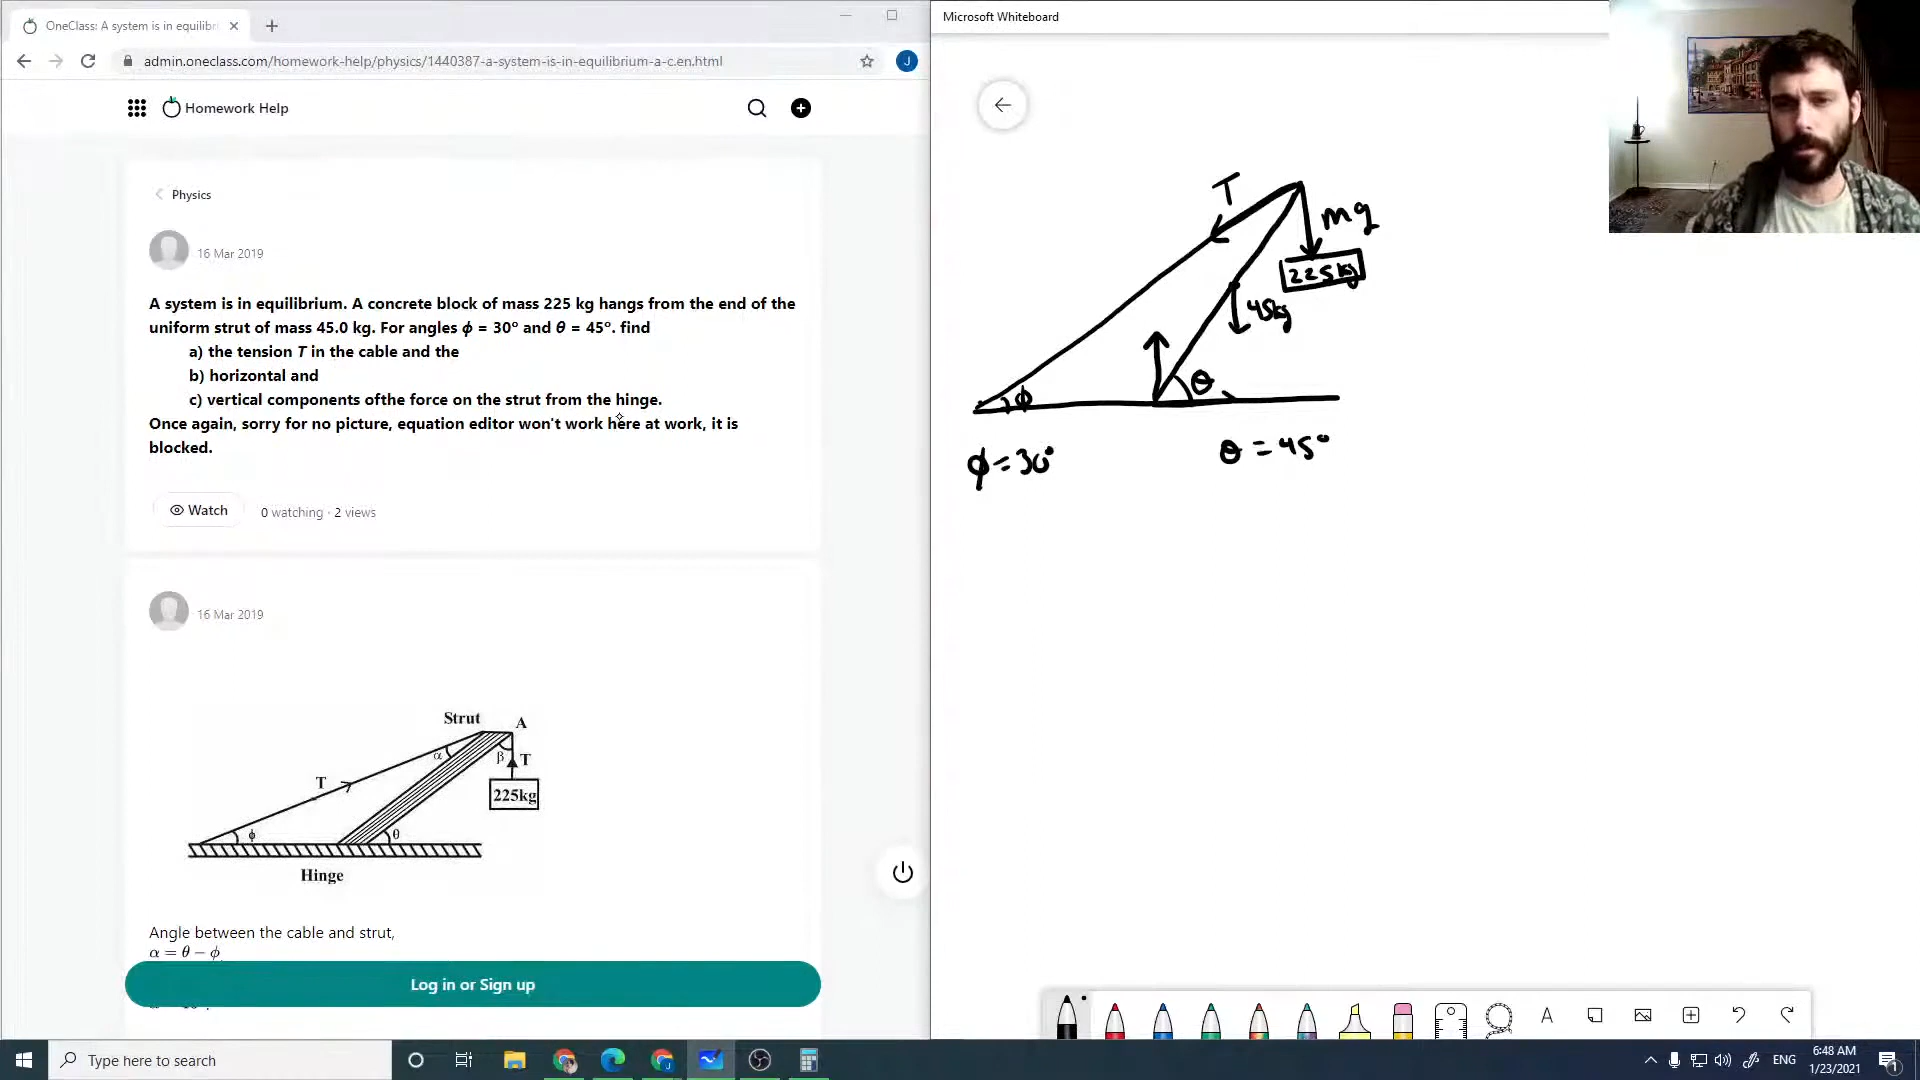 OneClass: A system is in equilibr
admin.oneclass.com/homework-help/physics/1440387-a-system-is-in-equilibrium-a-c.en.html
J
Homework Help
Physics
16 Mar 2019
A system is in equilibrium. A concrete block of mass 225 kg hangs from the end of the
uniform strut of mass 45.0 kg. For angles ϕ = 30º and θ = 45º. find
a) the tension T in the cable and the
b) horizontal and
c) vertical components ofthe force on the strut from the hinge.
Once again, sorry for no picture, equation editor won't work here at work, it is
blocked.
Watch
0 watching · 2 views
16 Mar 2019
Strut
A
α
β
T
T
225kg
ϕ
θ
Hinge
Angle between the cable and strut,
α = θ − ϕ
Log in or Sign up
Microsoft Whiteboard
T
mg
225kg
45kg
θ
ϕ
ϕ = 30°
θ = 45°
A
Type here to search
J
ENG
6:48 AM
1/23/2021
1